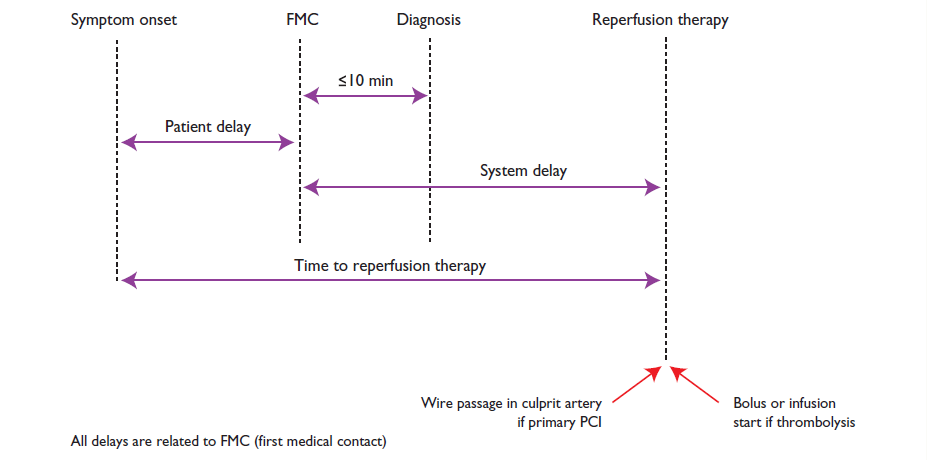 Symptom onset
FMC
Diagnosis
Reperfusion therapy
≤10 min
Patient delay
System delay
Time to reperfusion therapy
Wire passage in culprit artery
if primary PCI
Bolus or infusion
start if thrombolysis
All delays are related to FMC (first medical contact)